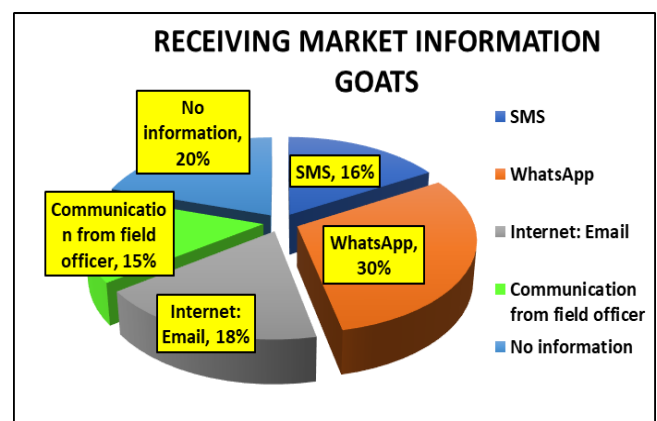 RECEIVING MARKET INFORMATION
GOATS
No
information,
20%
SMS, 16%
Communicatio
n from field
officer, 15%
WhatsApp,
30%
Internet:
Email, 18%
SMS
WhatsApp
Internet: Email
Communication
from field officer
No information